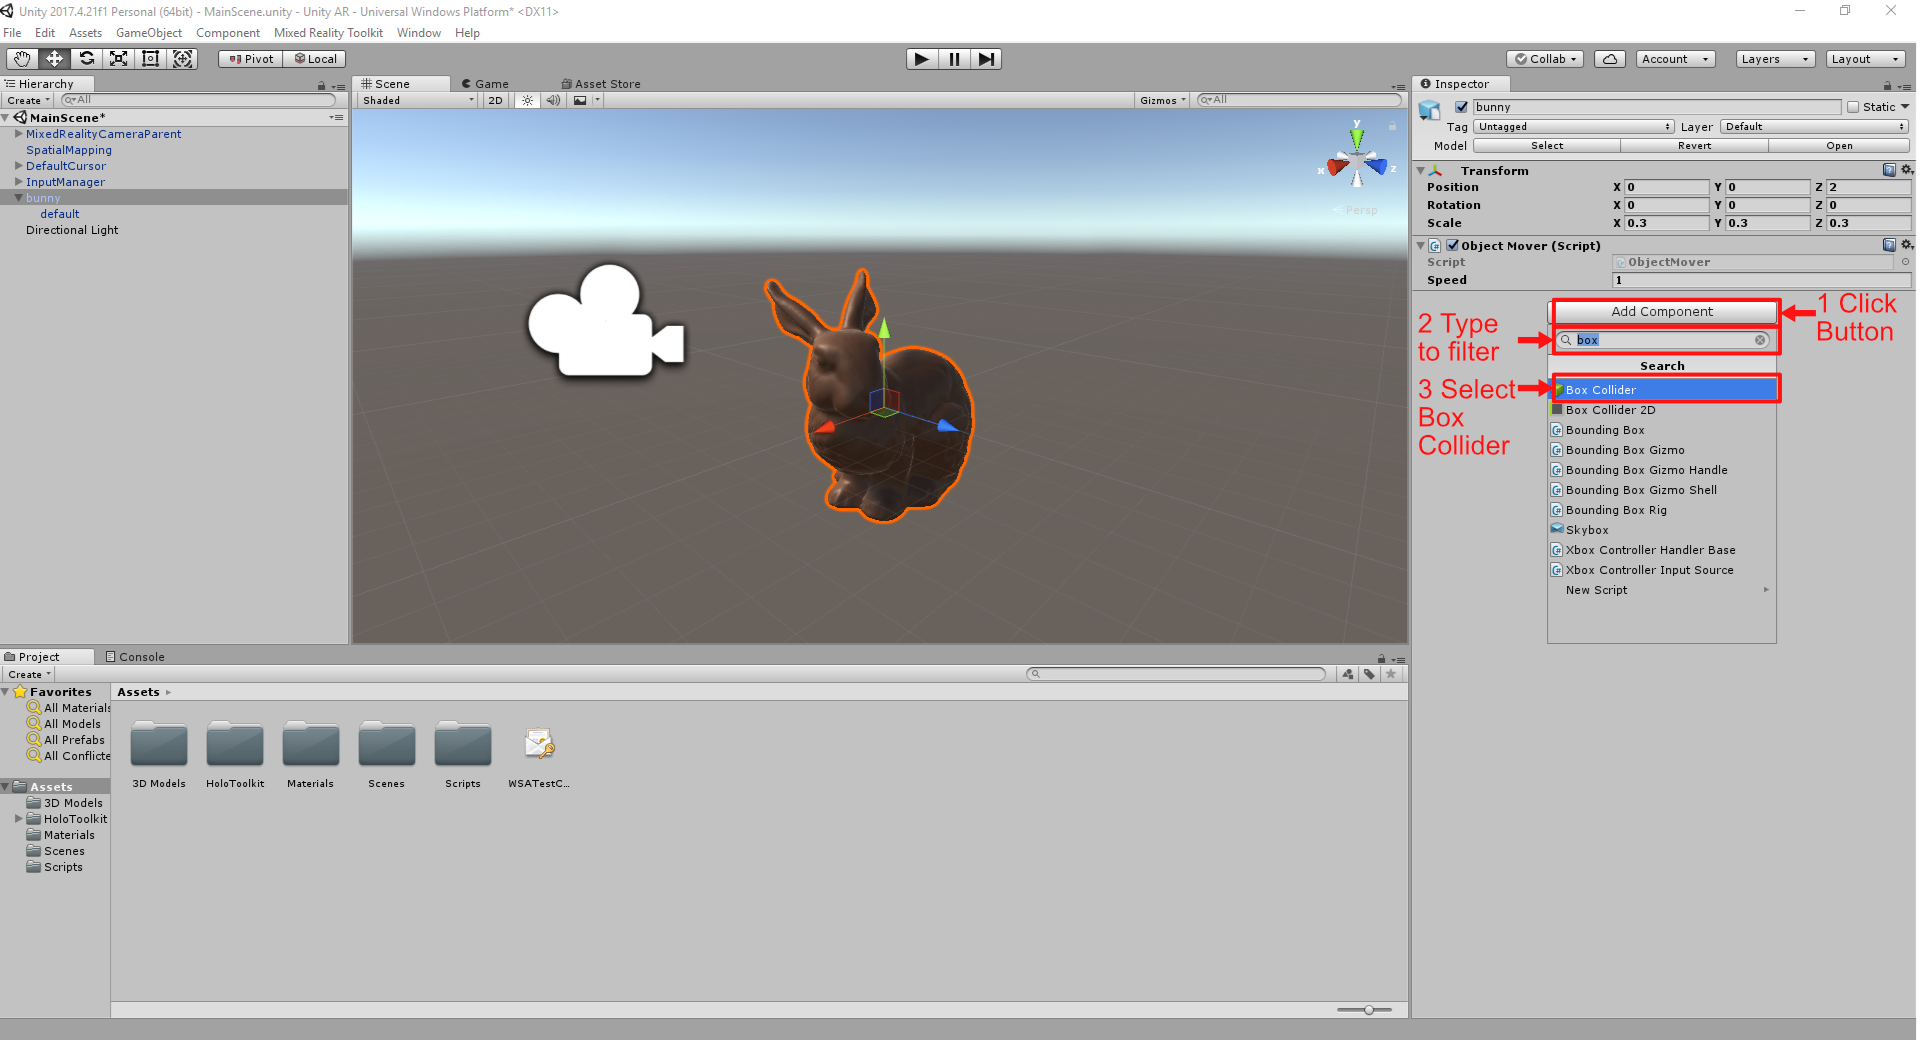 Unity 2017.4.21f1 Personal (64bit) - MainScene.unity - Unity AR - Universal Windows Platform* <DX11>
File Edit Assets GameObject Component Mixed Reality Toolkit Window Help
Pivot Local Collab Account Layers Layout
Hierarchy
Create All
MainScene*
MixedRealityCameraParent
SpatialMapping
DefaultCursor
InputManager
bunny
default
Directional Light
Scene Game Asset Store
Shaded 2D Gizmos All
y
x z
Persp
Inspector
bunny Static
Tag Untagged Layer Default
Model Select Revert Open
Transform
Position X 0 Y 0 Z 2
Rotation X 0 Y 0 Z 0
Scale X 0.3 Y 0.3 Z 0.3
Object Mover (Script)
Script ObjectMover
Speed 1
Add Component
1 Click
Button
2 Type
to filter
box
Search
3 Select
Box
Collider
Box Collider
Box Collider 2D
Bounding Box
Bounding Box Gizmo
Bounding Box Gizmo Handle
Bounding Box Gizmo Shell
Bounding Box Rig
Skybox
Xbox Controller Handler Base
Xbox Controller Input Source
New Script
Project Console
Create
Favorites
All Materials
All Models
All Prefabs
All Conflicte
Assets
3D Models
HoloToolkit
Materials
Scenes
Scripts
Assets
3D Models HoloToolkit Materials Scenes Scripts WSATestC...